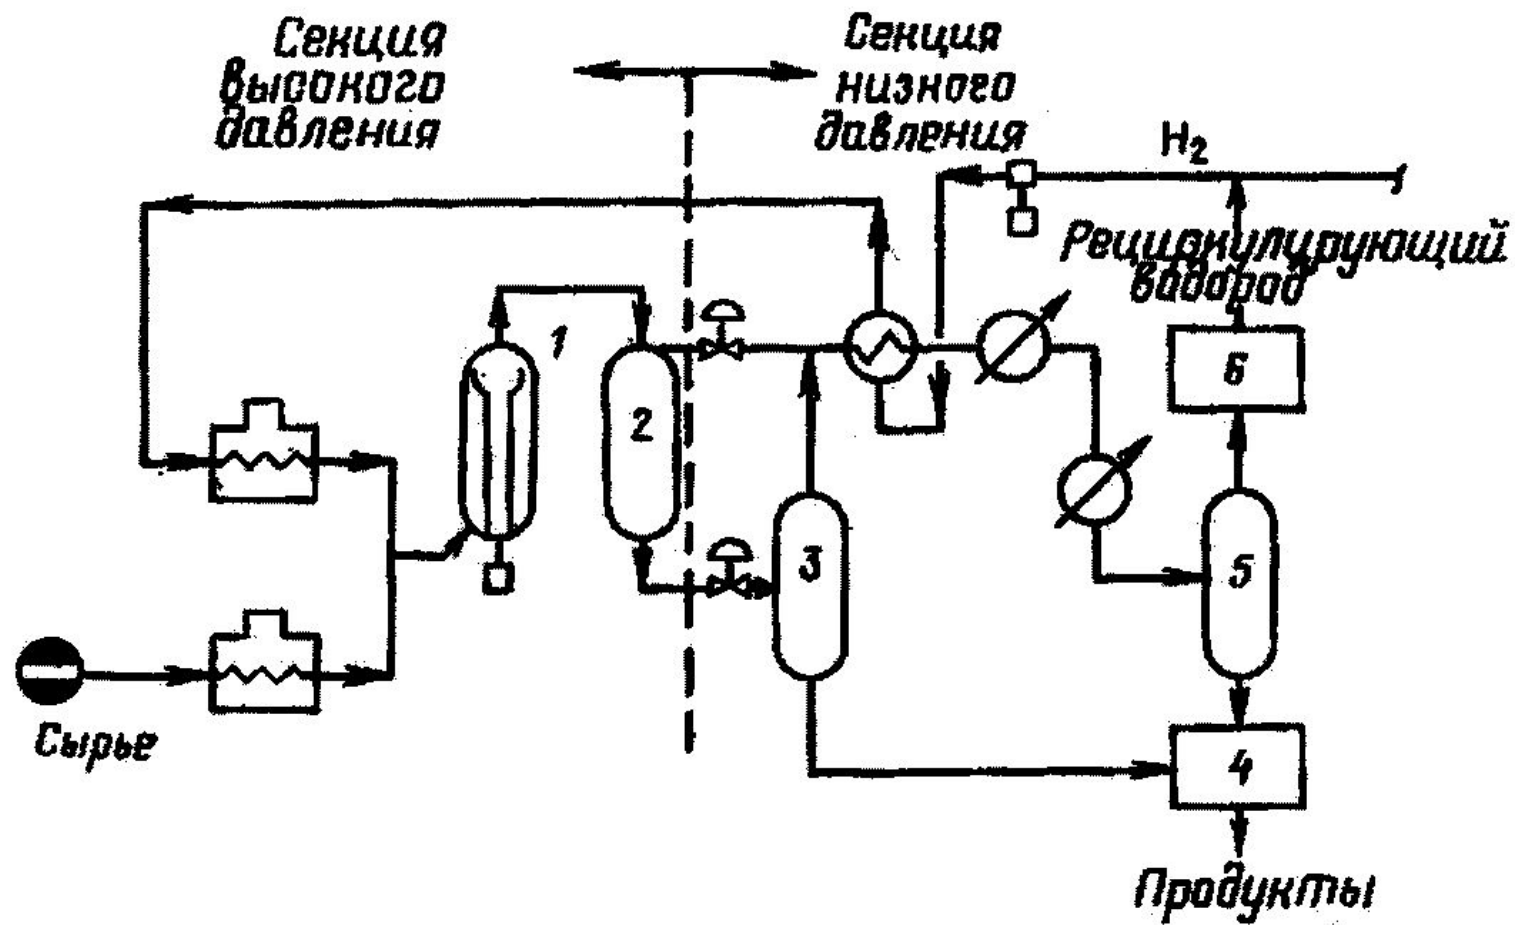 Секция
высокого
давления
Секция
низкого
давления
H₂
Рециркулирующий
водород
1
2
3
6
5
4
Сырье
Продукты